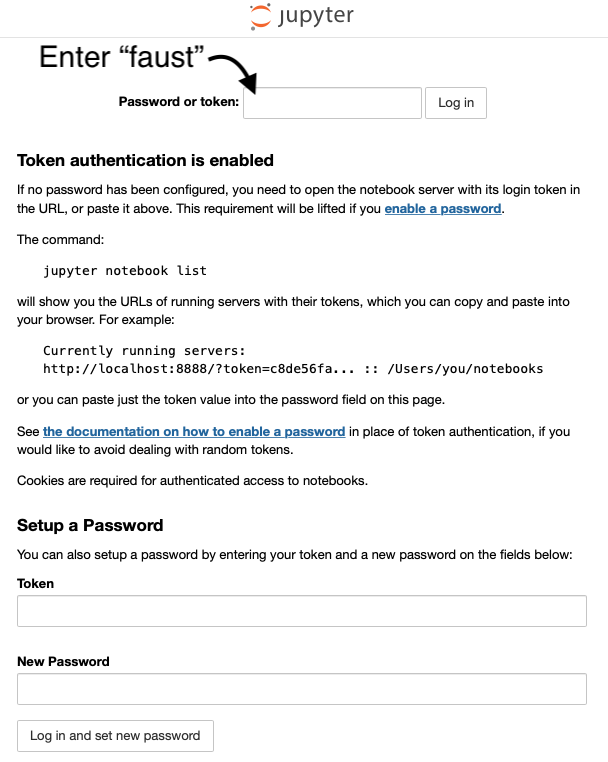 jupyter
Enter “faust”
Password or token:
Log in
Token authentication is enabled
If no password has been configured, you need to open the notebook server with its login token in
the URL, or paste it above. This requirement will be lifted if you enable a password.
The command:
jupyter notebook list
will show you the URLs of running servers with their tokens, which you can copy and paste into
your browser. For example:
Currently running servers:
http://localhost:8888/?token=c8de56fa... :: /Users/you/notebooks
or you can paste just the token value into the password field on this page.
See the documentation on how to enable a password in place of token authentication, if you
would like to avoid dealing with random tokens.
Cookies are required for authenticated access to notebooks.
Setup a Password
You can also setup a password by entering your token and a new password on the fields below:
Token
New Password
Log in and set new password